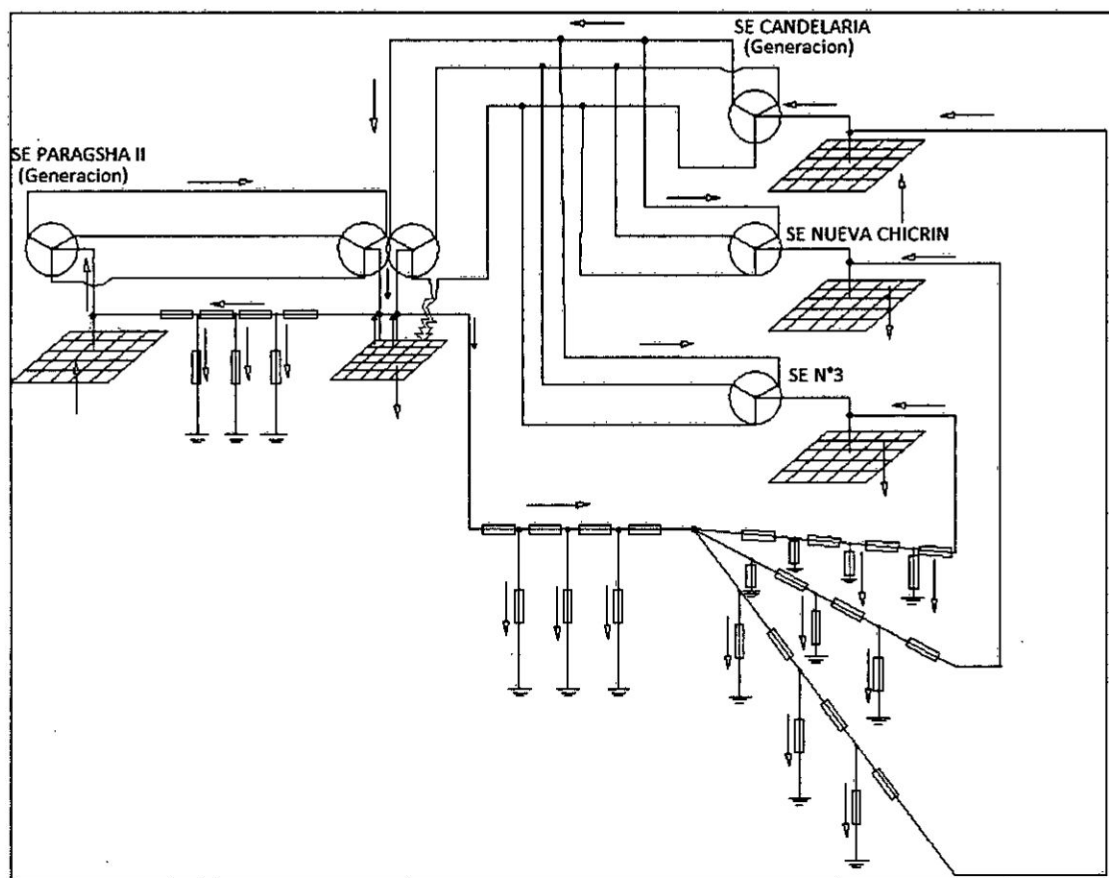 SE CANDELARIA
(Generacion)
SE PARAGSHA II
(Generacion)
SE NUEVA CHICRIN
SE N°3